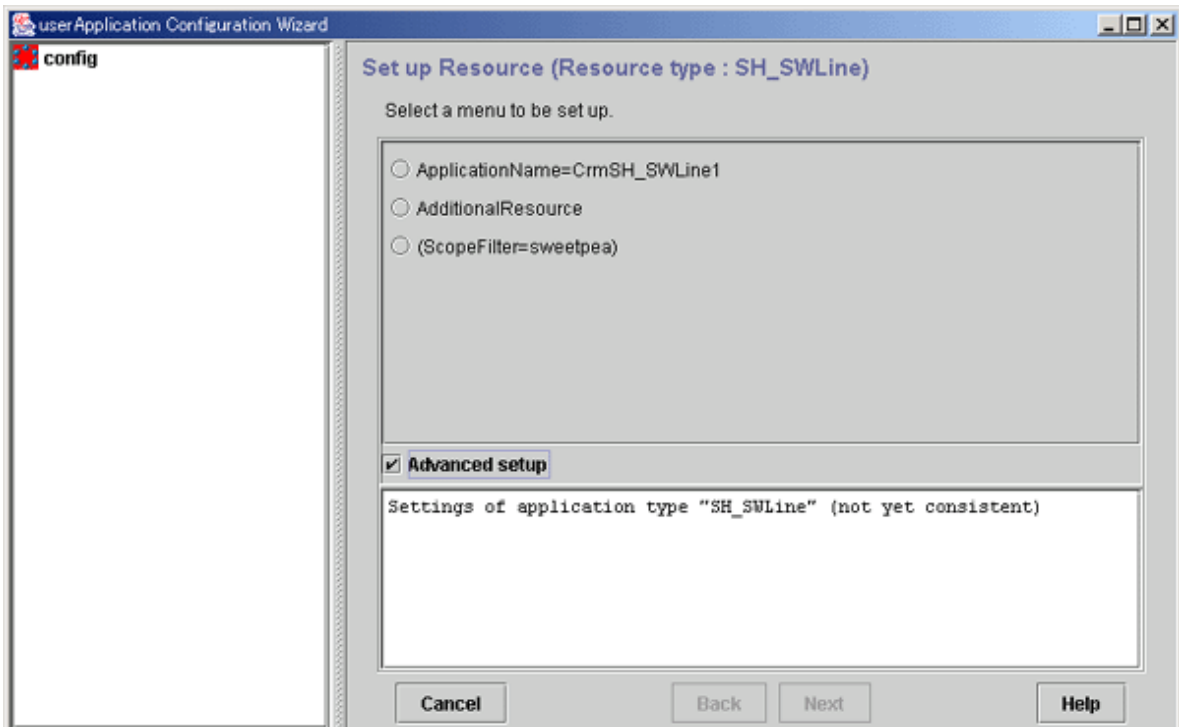 userApplication Configuration Wizard
config
Set up Resource (Resource type : SH_SWLine)
Select a menu to be set up.
ApplicationName=CrmSH_SWLine1
AdditionalResource
(ScopeFilter=sweetpea)
Advanced setup
Settings of application type "SH_SWLine" (not yet consistent)
Cancel
Back
Next
Help